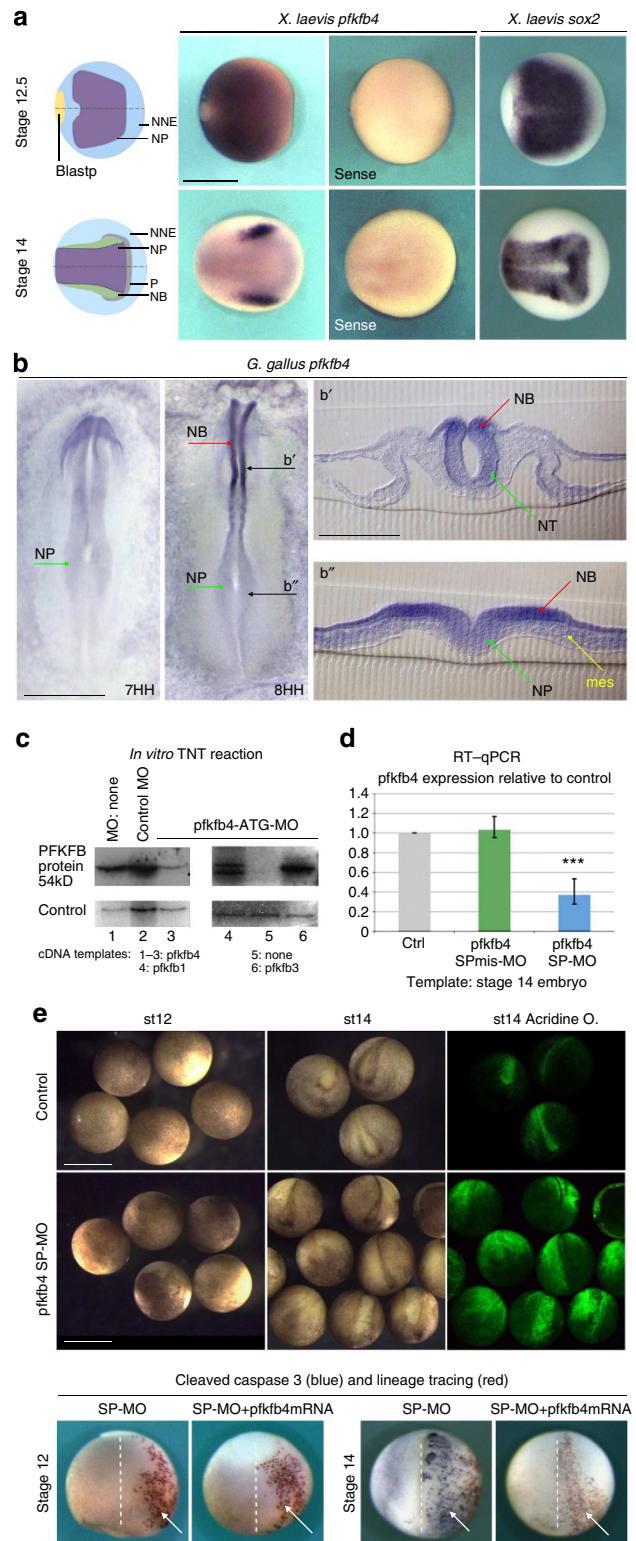 a
X. laevis pfkfb4
X. laevis sox2
Stage 12.5
NNE
NP
Blastp
Sense
Stage 14
NNE
NP
P
NB
Sense
b
G. gallus pfkfb4
NP
7HH
NB
b′
NP
b″
8HH
b′
NB
NT
b″
NB
NP
mes
c
In vitro TNT reaction
MO: none
Control MO
pfkfb4-ATG-MO
PFKFB
protein
54kD
Control
1 2 3 4 5 6
cDNA templates: 1–3: pfkfb4 5: none
4: pfkfb1 6: pfkfb3
d
RT–qPCR
pfkfb4 expression relative to control
1.4
1.2
1.0
0.8
0.6
0.4
0.2
0
***
Ctrl
pfkfb4
SPmis-MO
pfkfb4
SP-MO
Template: stage 14 embryo
e
st12
st14
st14 Acridine O.
Control
pfkfb4 SP-MO
Cleaved caspase 3 (blue) and lineage tracing (red)
SP-MO
SP-MO+pfkfb4mRNA
SP-MO
SP-MO+pfkfb4mRNA
Stage 12
Stage 14